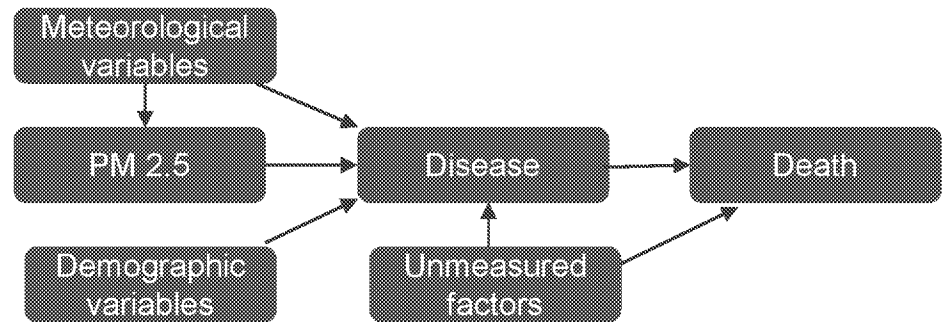 Meteorological
variables
PM 2.5
Disease
Death
Demographic
variables
Unmeasured
factors